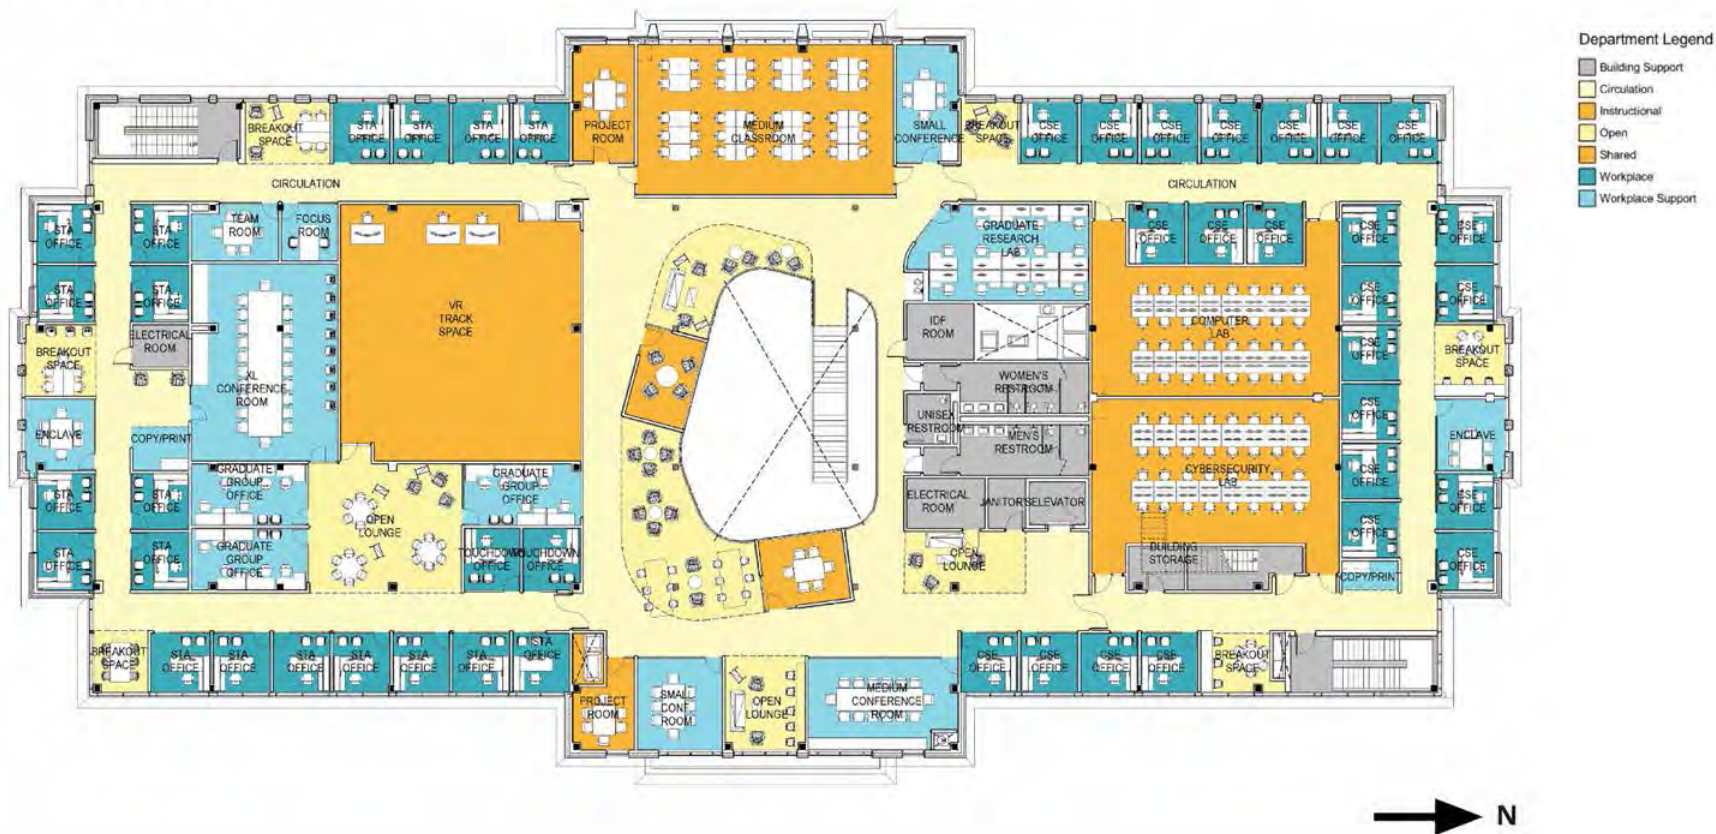 Department Legend
Building Support
Circulation
Instructional
Open
Shared
Workplace
Workplace Support
BREAKOUT
SPACE
STA
OFFICE
STA
OFFICE
STA
OFFICE
STA
OFFICE
PROJECT
ROOM
MEDIUM
CLASSROOM
SMALL
CONFERENCE
BREAKOUT
SPACE
CSE
OFFICE
CSE
OFFICE
CSE
OFFICE
CSE
OFFICE
CSE
OFFICE
CSE
OFFICE
CSE
OFFICE
CIRCULATION
CIRCULATION
STA
OFFICE
STA
OFFICE
TEAM
ROOM
FOCUS
ROOM
GRADUATE
RESEARCH
LAB
CSE
OFFICE
CSE
OFFICE
CSE
OFFICE
CSE
OFFICE
CSE
OFFICE
STA
OFFICE
STA
OFFICE
VR
TRACK
SPACE
CSE
OFFICE
CSE
OFFICE
ELECTRICAL
ROOM
IDF
ROOM
COMPUTER
LAB
CSE
OFFICE
BREAKOUT
SPACE
BREAKOUT
SPACE
XL
CONFERENCE
ROOM
WOMEN'S
RESTROOM
CSE
OFFICE
UNISEX
RESTROOM
ENCLAVE
COPY/PRINT
MEN'S
RESTROOM
ENCLAVE
GRADUATE
GROUP
OFFICE
GRADUATE
GROUP
OFFICE
CYBERSECURITY
LAB
CSE
OFFICE
STA
OFFICE
STA
OFFICE
ELECTRICAL
ROOM
JANITOR'S
ELEVATOR
CSE
OFFICE
OPEN
LOUNGE
CSE
OFFICE
STA
OFFICE
STA
OFFICE
GRADUATE
GROUP
OFFICE
TOUCHDOWN
OFFICE
TOUCHDOWN
OFFICE
OPEN
LOUNGE
BUILDING
STORAGE
COPY/PRINT
CSE
OFFICE
BREAKOUT
SPACE
STA
OFFICE
STA
OFFICE
STA
OFFICE
STA
OFFICE
STA
OFFICE
STA
OFFICE
STA
OFFICE
CSE
OFFICE
CSE
OFFICE
CSE
OFFICE
CSE
OFFICE
BREAKOUT
SPACE
PROJECT
ROOM
SMALL
CONF
ROOM
OPEN
LOUNGE
MEDIUM
CONFERENCE
ROOM
N